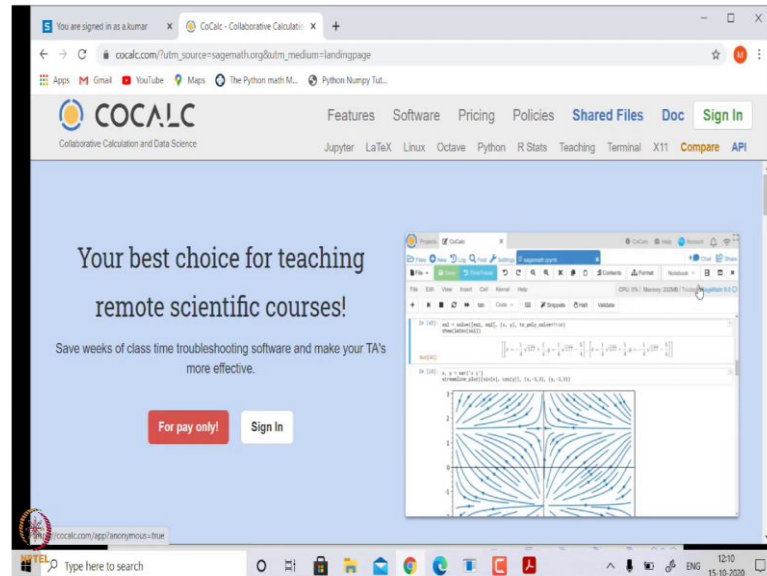 You are signed in as a.kumar
CoCalc - Collaborative Calculatio
cocalc.com/?utm_source=sagemath.org&utm_medium=landingpage
M
Apps Gmail YouTube Maps The Python math M... Python Numpy Tut...
COCALC
Collaborative Calculation and Data Science
Features Software Pricing Policies Shared Files Doc Sign In
Jupyter LaTeX Linux Octave Python R Stats Teaching Terminal X11 Compare API
Your best choice for teaching
remote scientific courses!
Save weeks of class time troubleshooting software and make your TA's
more effective.
For pay only! Sign In
Projects CoCalc
File Edit View Insert Cell Kernel Help
Code Snippets Validate
cocalc.com/app?anonymous=true
NPTEL
Type here to search
ENG
12:10
15-10-2020